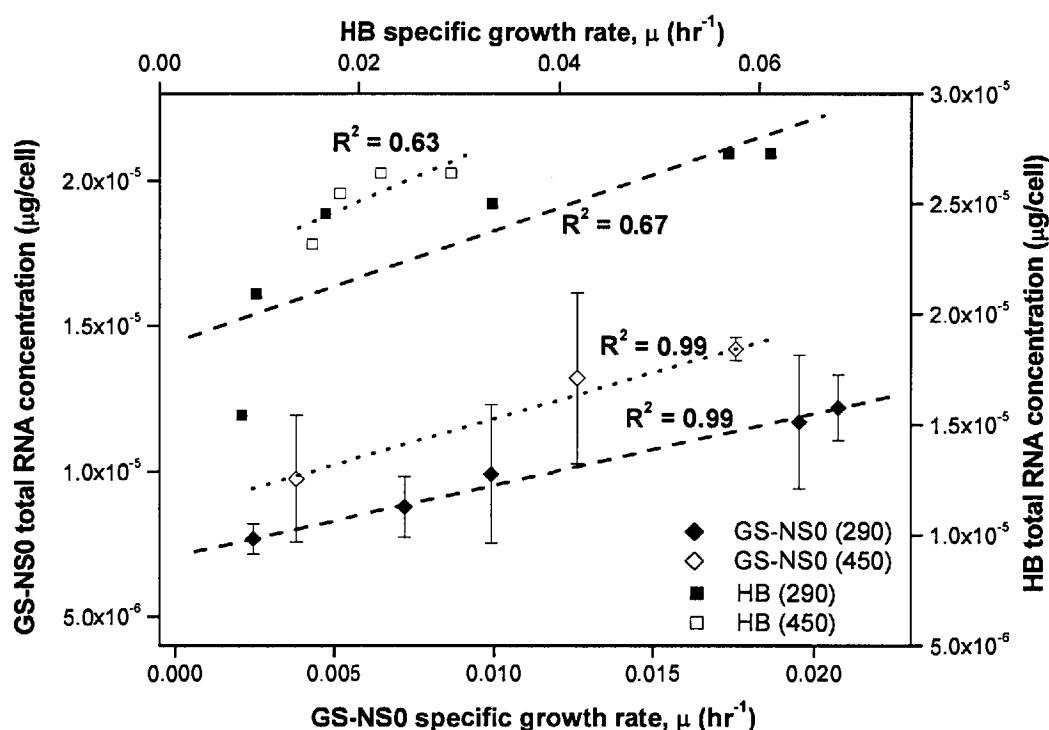 HB specific growth rate, μ (hr⁻¹)
0.00 0.02 0.04 0.06
GS-NS0 total RNA concentration (μg/cell)
2.0x10⁻⁵
1.5x10⁻⁵
1.0x10⁻⁵
5.0x10⁻⁶
R² = 0.63
R² = 0.67
R² = 0.99
R² = 0.99
GS-NS0 (290)
GS-NS0 (450)
HB (290)
HB (450)
3.0x10⁻⁵
2.5x10⁻⁵
2.0x10⁻⁵
1.5x10⁻⁵
1.0x10⁻⁵
5.0x10⁻⁶
HB total RNA concentration (μg/cell)
0.000 0.005 0.010 0.015 0.020
GS-NS0 specific growth rate, μ (hr⁻¹)